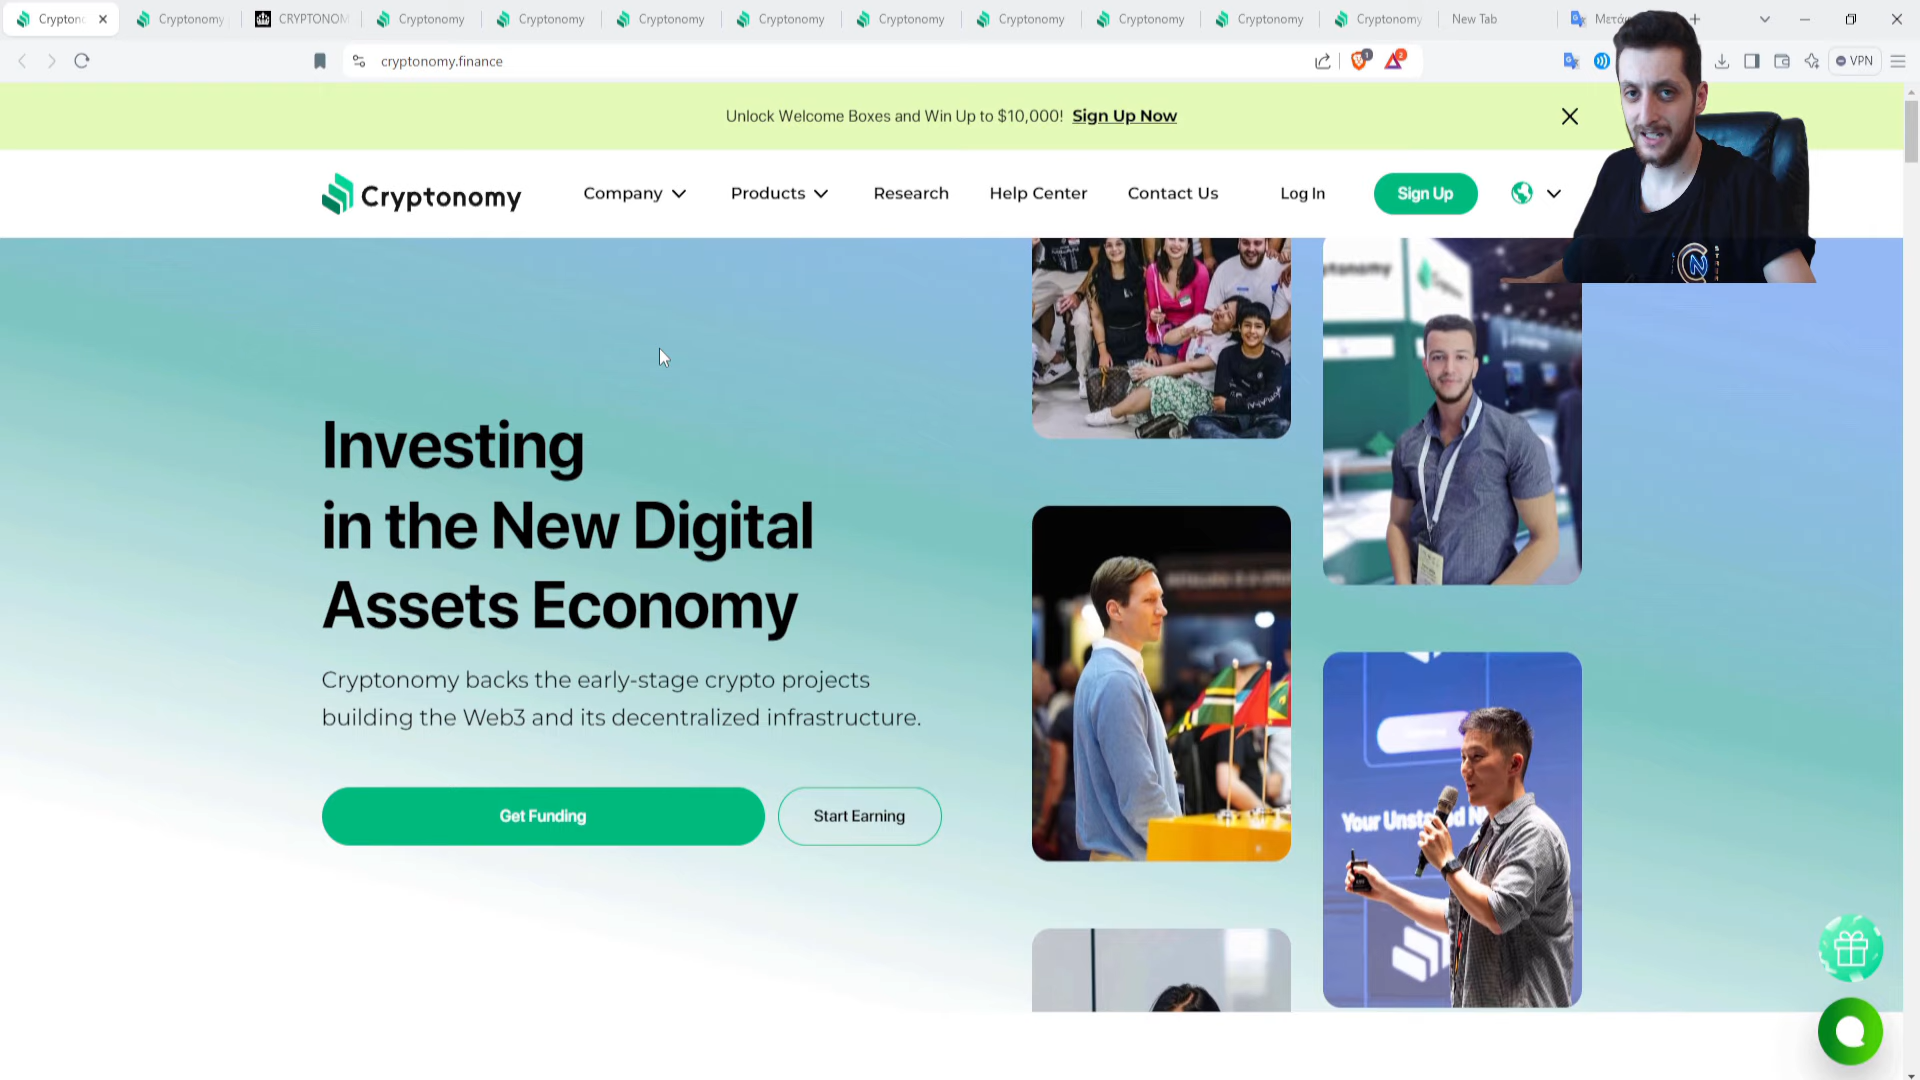 Cryptonc
Cryptonomy
CRYPTONOM
Cryptonomy
Cryptonomy
Cryptonomy
Cryptonomy
Cryptonomy
Cryptonomy
Cryptonomy
Cryptonomy
Cryptonomy
New Tab
cryptonomy.finance
1
2
VPN
Unlock Welcome Boxes and Win Up to $10,000! Sign Up Now
Cryptonomy
Company
Products
Research
Help Center
Contact Us
Log In
Sign Up
Investing
in the New Digital
Assets Economy
Cryptonomy backs the early-stage crypto projects
building the Web3 and its decentralized infrastructure.
Get Funding
Start Earning
Your